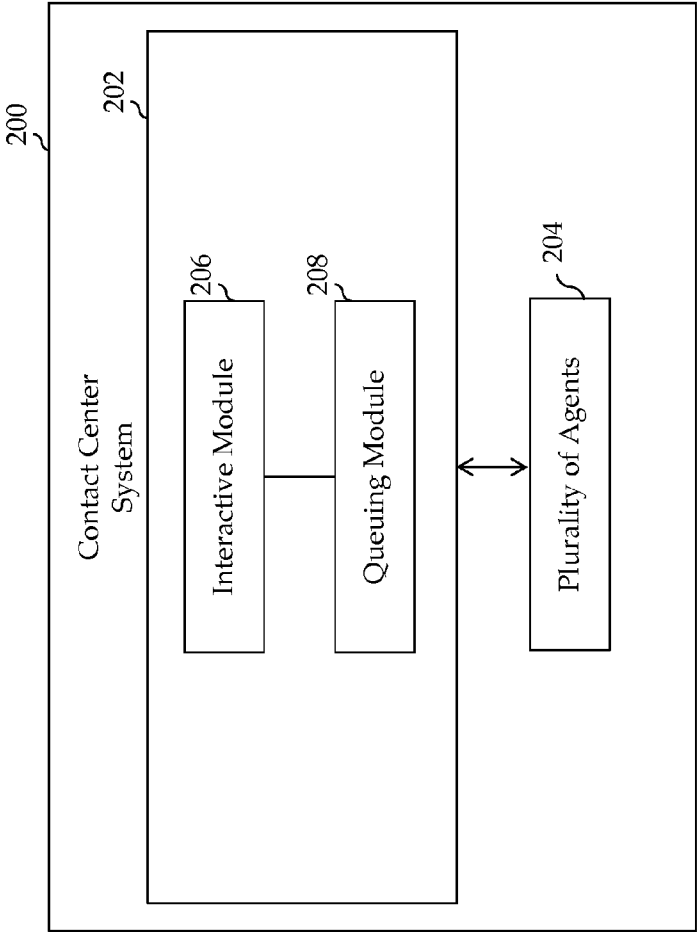 200
Contact Center
System
202
206
Interactive Module
208
Queuing Module
204
Plurality of Agents